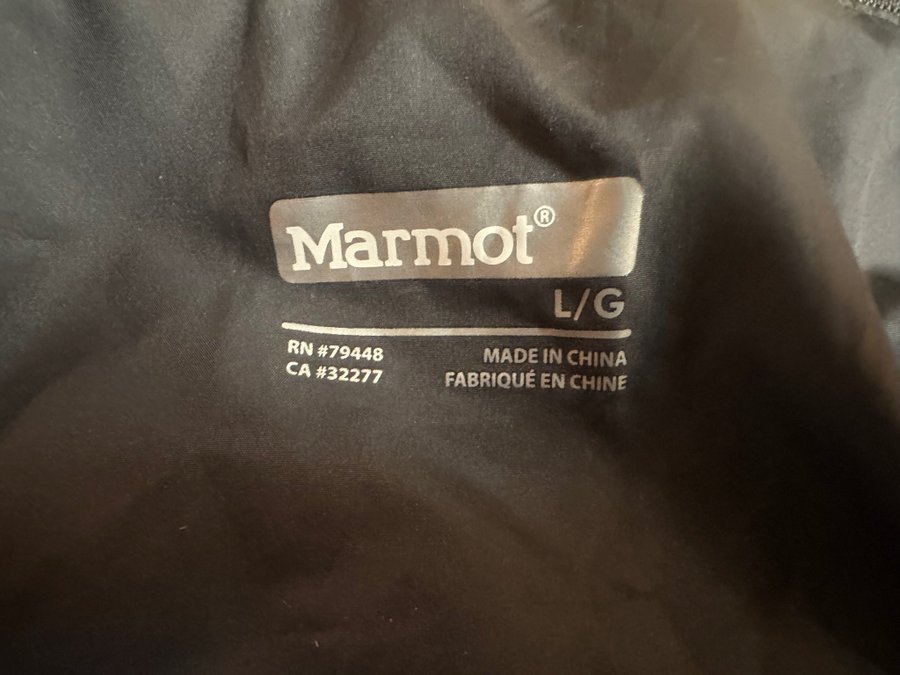 Marmot®
L/G
RN #79448
CA #32277
MADE IN CHINA
FABRIQUÉ EN CHINE